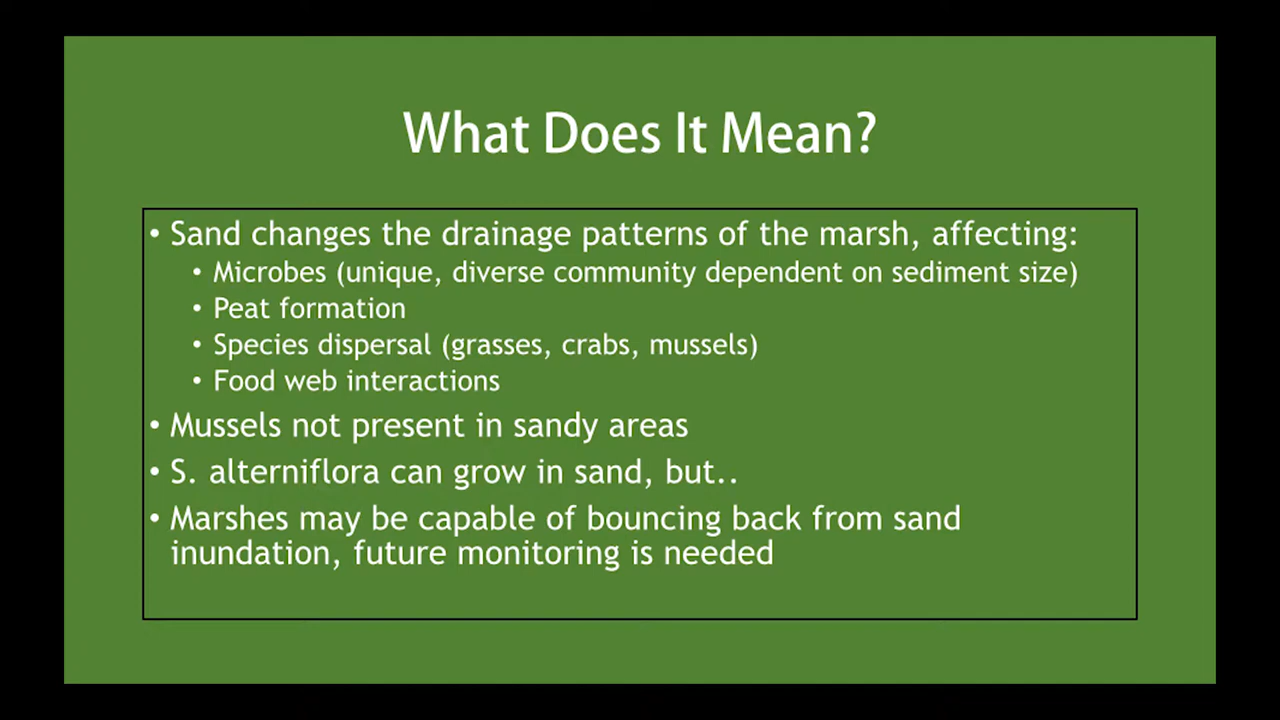 What Does It Mean?
• Sand changes the drainage patterns of the marsh, affecting:
• Microbes (unique, diverse community dependent on sediment size)
• Peat formation
• Species dispersal (grasses, crabs, mussels)
• Food web interactions
• Mussels not present in sandy areas
• S. alterniflora can grow in sand, but..
• Marshes may be capable of bouncing back from sand
inundation, future monitoring is needed